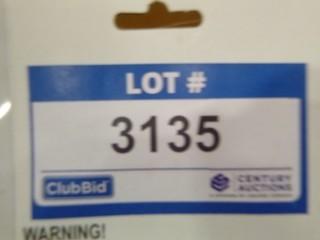 LOT #
3135
ClubBid
CENTURY
AUCTIONS
WARNING!